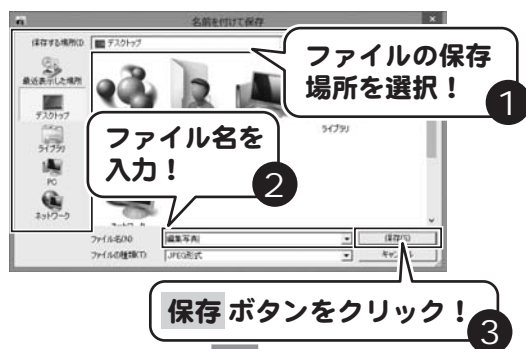 名前を付けて保存
保存する場所(I):
デスクトップ
ファイルの保存
場所を選択！
1
最近表示した場所
デスクトップ
ライブラリ
ライブラリ
ファイル名を
入力！
2
PC
ネットワーク
ファイル名(N):
編集写真
保存(S)
ファイルの種類(T):
JPEG形式
保存 ボタンをクリック！
3